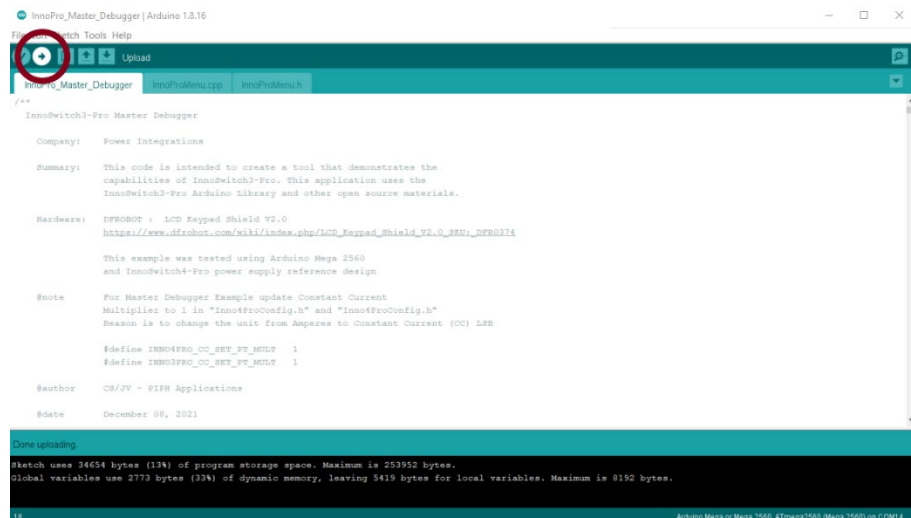 InnoPro_Master_Debugger | Arduino 1.8.16
File Edit Sketch Tools Help
Upload
InnoPro_Master_Debugger InnoProMenu.cpp InnoProMenu.h
/**
InnoSwitch3-Pro Master Debugger
Company: Power Integrations
Summary: This code is intended to create a tool that demonstrates the
capabilities of InnoSwitch3-Pro. This application uses the
InnoSwitch3-Pro Arduino Library and other open source materials.
Hardware: DFROBOT : LCD Keypad Shield V2.0
https://www.dfrobot.com/wiki/index.php/LCD_Keypad_Shield_V2.0_SKU:_DFR0374
This example was tested using Arduino Mega 2560
and InnoSwitch4-Pro power supply reference design
@note For Master Debugger Example update Constant Current
Multiplier to 1 in "Inno4ProConfig.h" and "Inno4ProConfig.h"
Reason is to change the unit from Amperes to Constant Current (CC) LSB
#define INNO4PRO_CC_SET_PT_MULT 1
#define INNO3PRO_CC_SET_PT_MULT 1
@author CS/JV - PIPH Applications
@date December 08, 2021
Done uploading.
Sketch uses 34654 bytes (13%) of program storage space. Maximum is 253952 bytes.
Global variables use 2773 bytes (33%) of dynamic memory, leaving 5419 bytes for local variables. Maximum is 8192 bytes.
18 Arduino Mega or Mega 2560, ATmega2560 (Mega 2560) on COM14